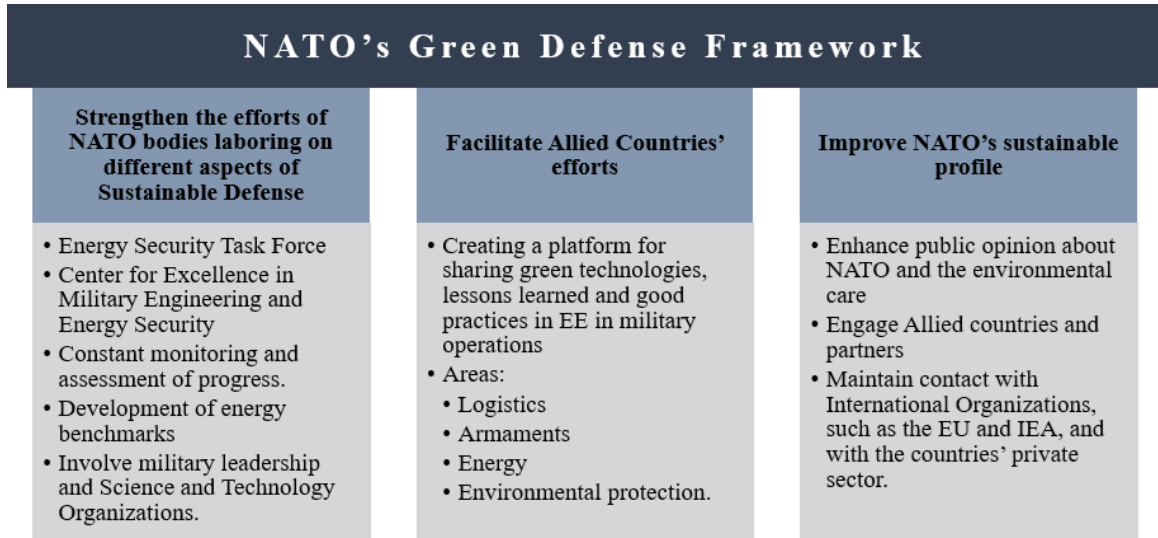 NATO's Green Defense Framework
Strengthen the efforts of
NATO bodies laboring on
different aspects of
Sustainable Defense
• Energy Security Task Force
• Center for Excellence in
Military Engineering and
Energy Security
• Constant monitoring and
assessment of progress.
• Development of energy
benchmarks
• Involve military leadership
and Science and Technology
Organizations.
Facilitate Allied Countries'
efforts
• Creating a platform for
sharing green technologies,
lessons learned and good
practices in EE in military
operations
• Areas:
• Logistics
• Armaments
• Energy
• Environmental protection.
Improve NATO's sustainable
profile
• Enhance public opinion about
NATO and the environmental
care
• Engage Allied countries and
partners
• Maintain contact with
International Organizations,
such as the EU and IEA, and
with the countries' private
sector.